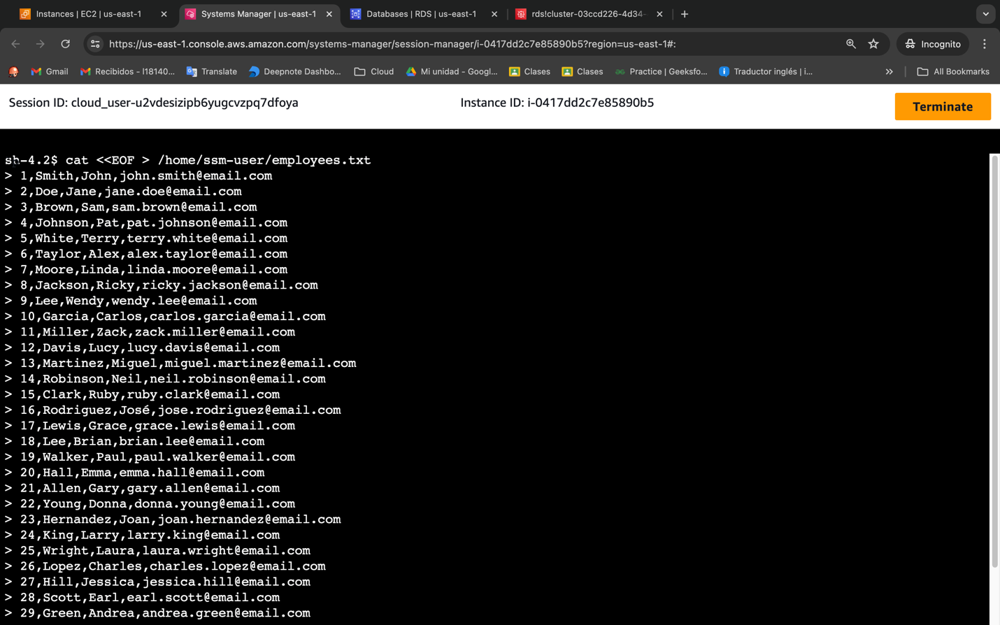 Instances | EC2 | us-east-1
Systems Manager | us-east-1
Databases | RDS | us-east-1
rds!cluster-03ccd226-4d34-
https://us-east-1.console.aws.amazon.com/systems-manager/session-manager/i-0417dd2c7e85890b5?region=us-east-1#:
Incognito
Gmail
Recibidos - l18140...
Translate
Deepnote Dashbo...
Cloud
Mi unidad - Googl...
Clases
Clases
Practice | Geeksfo...
Traductor inglés | i...
All Bookmarks
Session ID: cloud_user-u2vdesizipb6yugcvzpq7dfoya
Instance ID: i-0417dd2c7e85890b5
Terminate
sh-4.2$ cat <<EOF > /home/ssm-user/employees.txt
> 1,Smith,John,john.smith@email.com
> 2,Doe,Jane,jane.doe@email.com
> 3,Brown,Sam,sam.brown@email.com
> 4,Johnson,Pat,pat.johnson@email.com
> 5,White,Terry,terry.white@email.com
> 6,Taylor,Alex,alex.taylor@email.com
> 7,Moore,Linda,linda.moore@email.com
> 8,Jackson,Ricky,ricky.jackson@email.com
> 9,Lee,Wendy,wendy.lee@email.com
> 10,Garcia,Carlos,carlos.garcia@email.com
> 11,Miller,Zack,zack.miller@email.com
> 12,Davis,Lucy,lucy.davis@email.com
> 13,Martinez,Miguel,miguel.martinez@email.com
> 14,Robinson,Neil,neil.robinson@email.com
> 15,Clark,Ruby,ruby.clark@email.com
> 16,Rodriguez,José,jose.rodriguez@email.com
> 17,Lewis,Grace,grace.lewis@email.com
> 18,Lee,Brian,brian.lee@email.com
> 19,Walker,Paul,paul.walker@email.com
> 20,Hall,Emma,emma.hall@email.com
> 21,Allen,Gary,gary.allen@email.com
> 22,Young,Donna,donna.young@email.com
> 23,Hernandez,Joan,joan.hernandez@email.com
> 24,King,Larry,larry.king@email.com
> 25,Wright,Laura,laura.wright@email.com
> 26,Lopez,Charles,charles.lopez@email.com
> 27,Hill,Jessica,jessica.hill@email.com
> 28,Scott,Earl,earl.scott@email.com
> 29,Green,Andrea,andrea.green@email.com